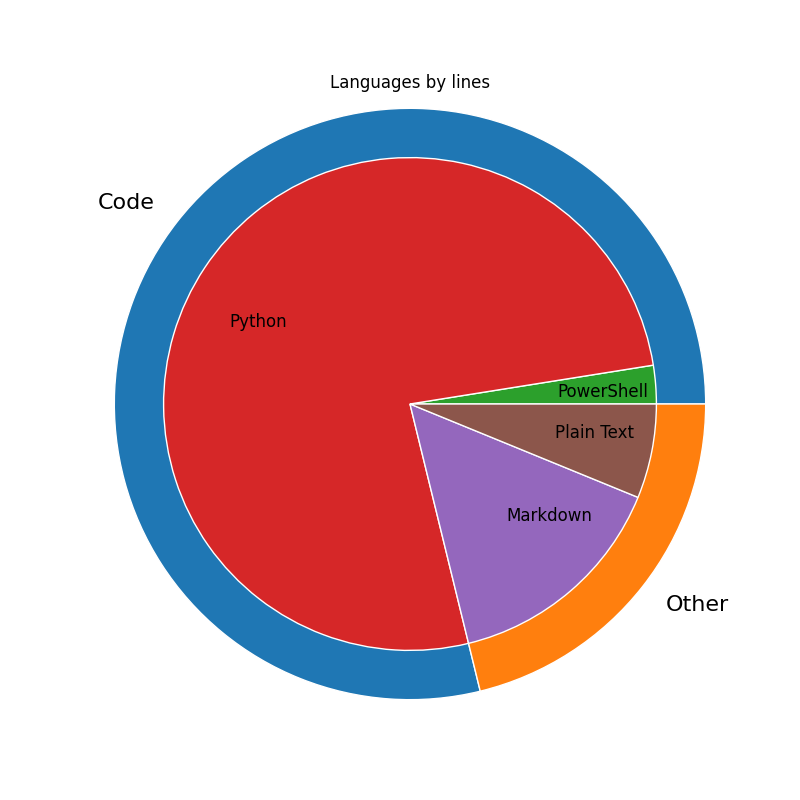 Languages by lines
Code
Python
PowerShell
Plain Text
Markdown
Other